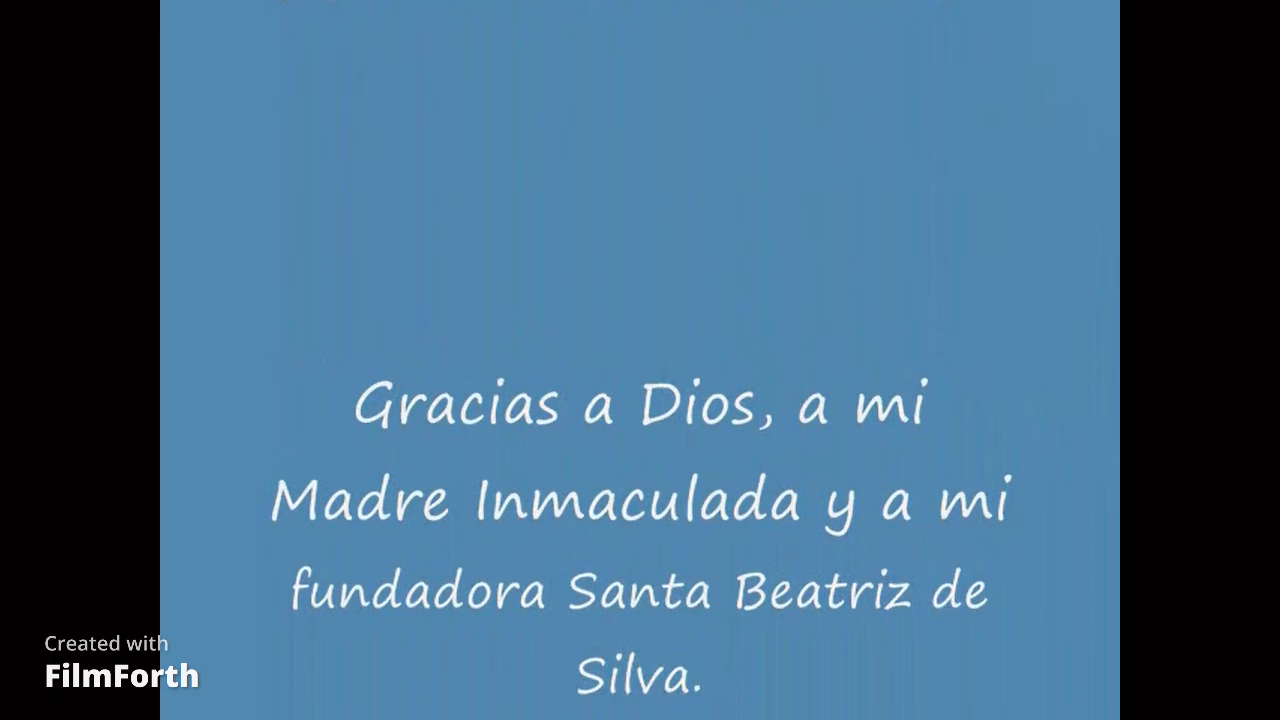 Gracias a Dios, a mi
Madre Inmaculada y a mi
fundadora Santa Beatriz de
Silva.
Created with
FilmForth